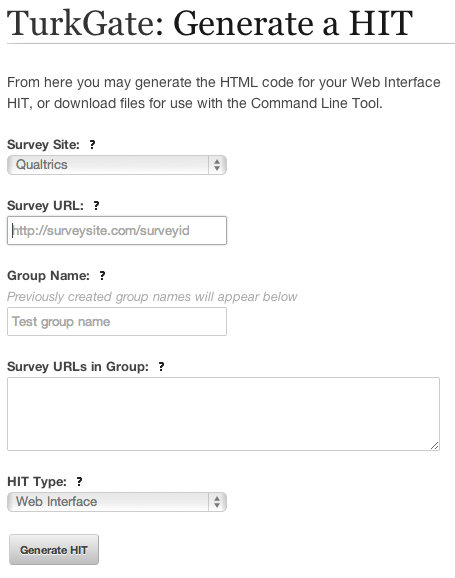 TurkGate: Generate a HIT
From here you may generate the HTML code for your Web Interface
HIT, or download files for use with the Command Line Tool.
Survey Site: ?
Qualtrics
Survey URL: ?
http://surveysite.com/surveyid
Group Name: ?
Previously created group names will appear below
Test group name
Survey URLs in Group: ?
HIT Type: ?
Web Interface
Generate HIT